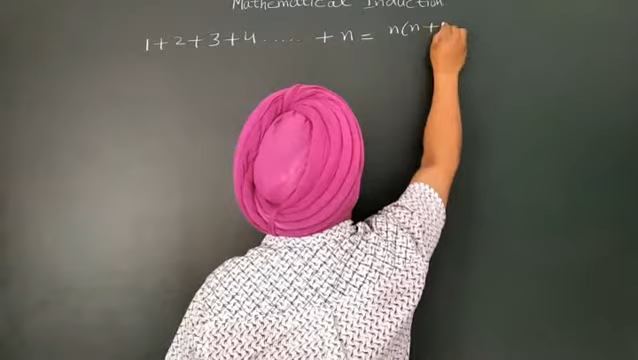 Mathematical Induction
1+2+3+4..... +n= n(n+